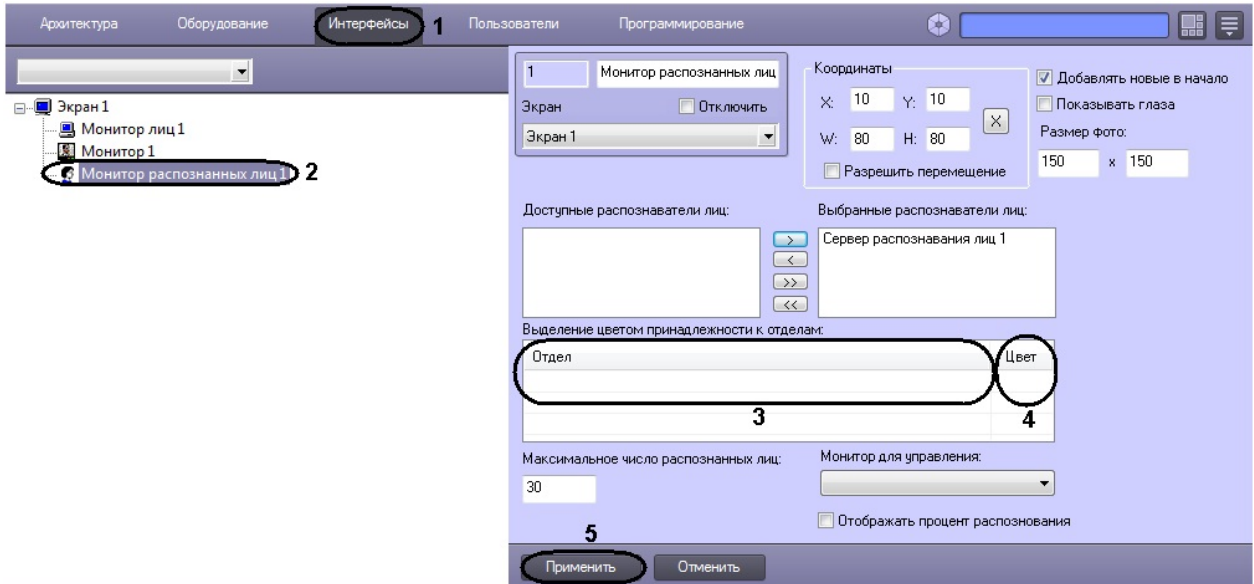 Архитектура Оборудование Интерфейсы 1 Пользователи Программирование
Экран 1
Монитор лиц 1
Монитор 1
Монитор распознанных лиц 1 2
1 Монитор распознанных лиц
Экран Отключить
Экран 1
Координаты
X: 10 Y: 10
W: 80 H: 80
X
Разрешить перемещение
Добавлять новые в начало
Показывать глаза
Размер фото:
150 x 150
Доступные распознаватели лиц:
Выбранные распознаватели лиц:
>
<
>>
<<
Сервер распознавания лиц 1
Выделение цветом принадлежности к отделам:
Отдел Цвет
3 4
Максимальное число распознанных лиц:
30
Монитор для управления:
Отображать процент распознования
5
Применить Отменить